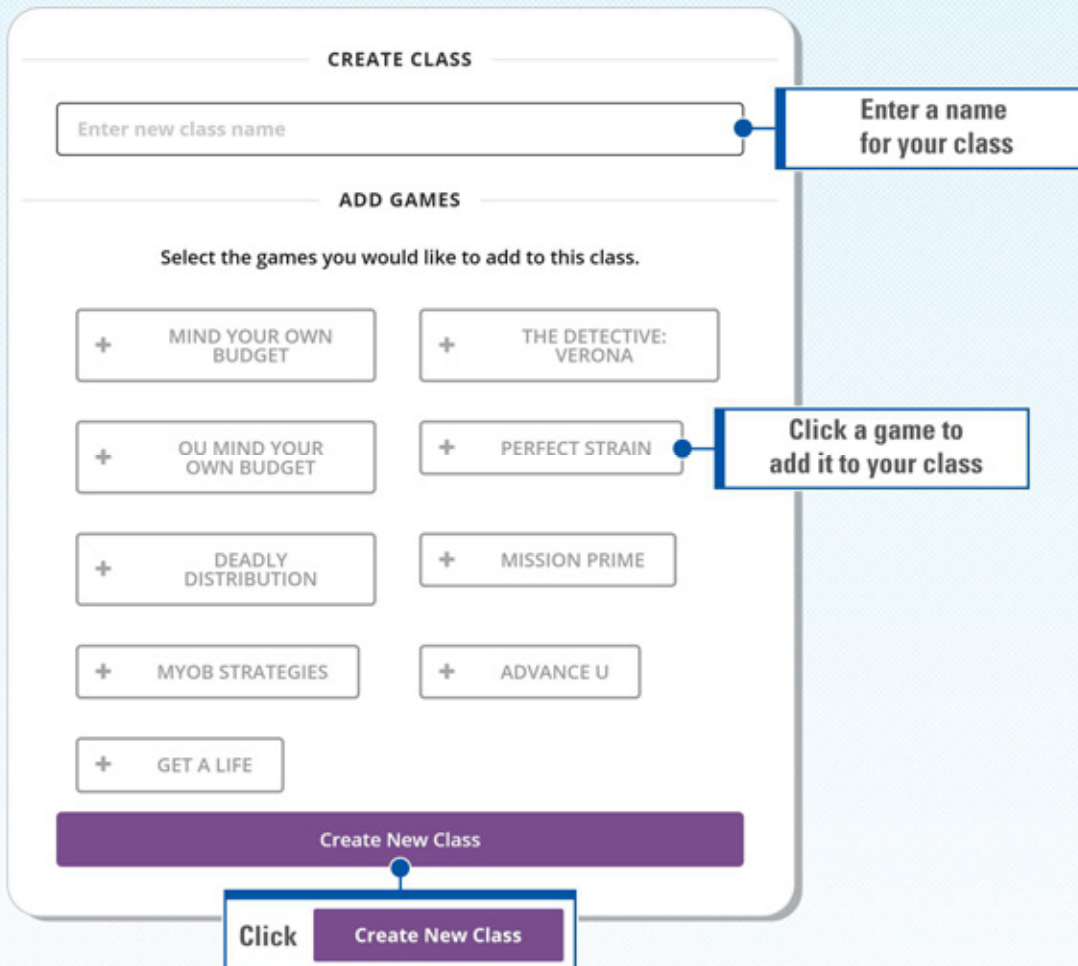 CREATE CLASS
Enter new class name
Enter a name
for your class
ADD GAMES
Select the games you would like to add to this class.
+ MIND YOUR OWN
BUDGET
+ THE DETECTIVE:
VERONA
+ OU MIND YOUR
OWN BUDGET
+ PERFECT STRAIN
Click a game to
add it to your class
+ DEADLY
DISTRIBUTION
+ MISSION PRIME
+ MYOB STRATEGIES
+ ADVANCE U
+ GET A LIFE
Create New Class
Click Create New Class